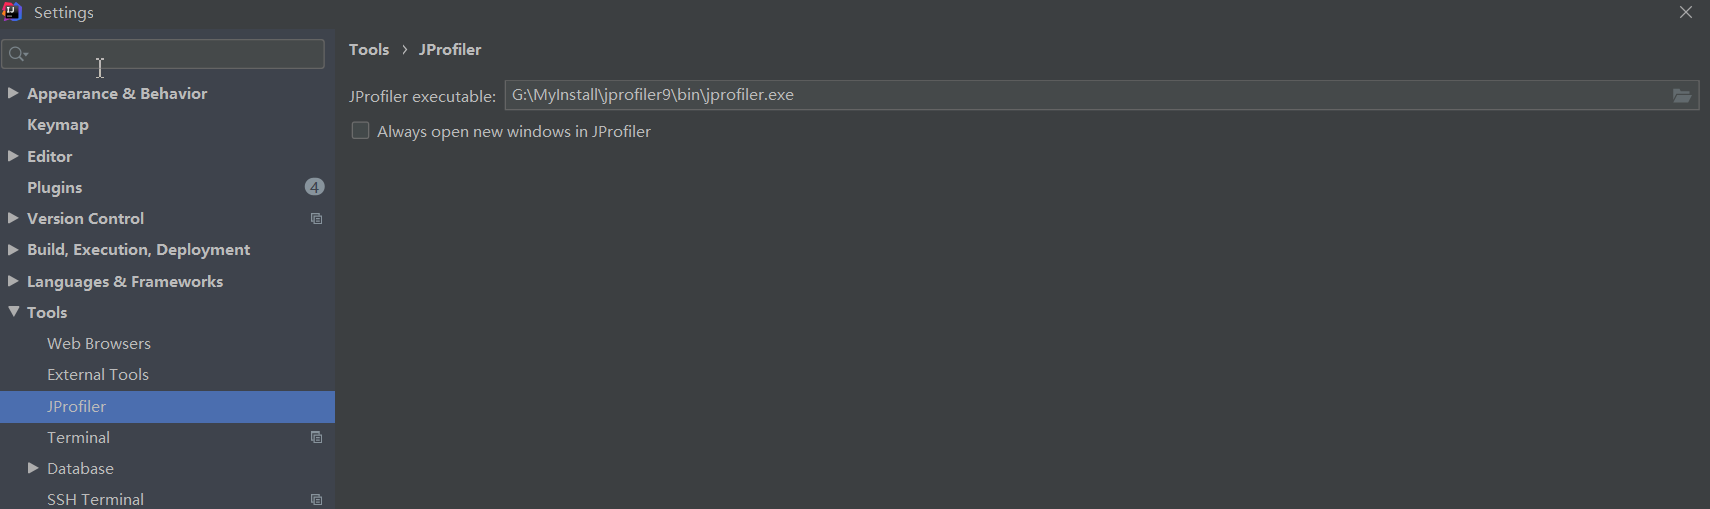 Settings
Appearance & Behavior
Keymap
Editor
Plugins 4
Version Control
Build, Execution, Deployment
Languages & Frameworks
Tools
Web Browsers
External Tools
JProfiler
Terminal
Database
SSH Terminal
Tools › JProfiler
JProfiler executable: G:\MyInstall\jprofiler9\bin\jprofiler.exe
Always open new windows in JProfiler